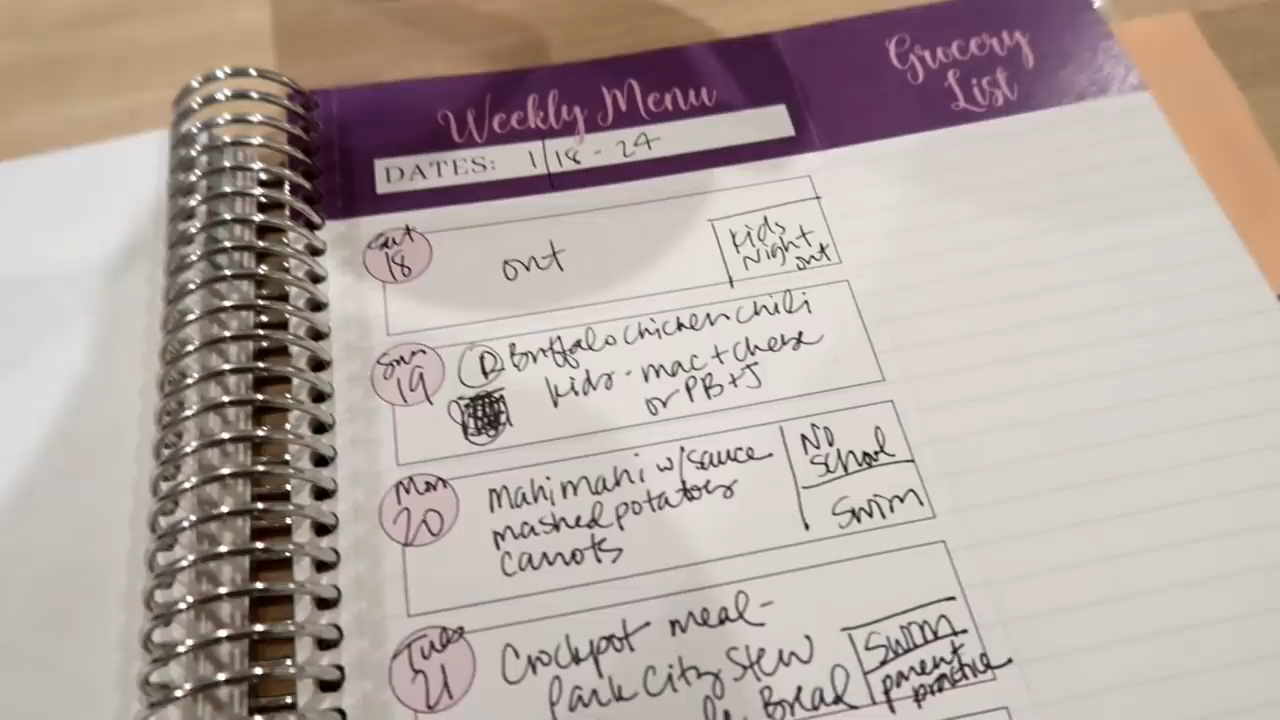 Weekly Menu
DATES: 1/18-24
Grocery
List
Sat
18
out
Kids
Night
out
Sun
19
R Buffalo chicken chili
kids - mac + cheese
or PB+J
Mon
20
mahi mahi w/sauce
mashed potatoes
carrots
NO
School
Swim
Tues
21
Crockpot meal-
Park City Stew
Bread
Swim
parent
practice